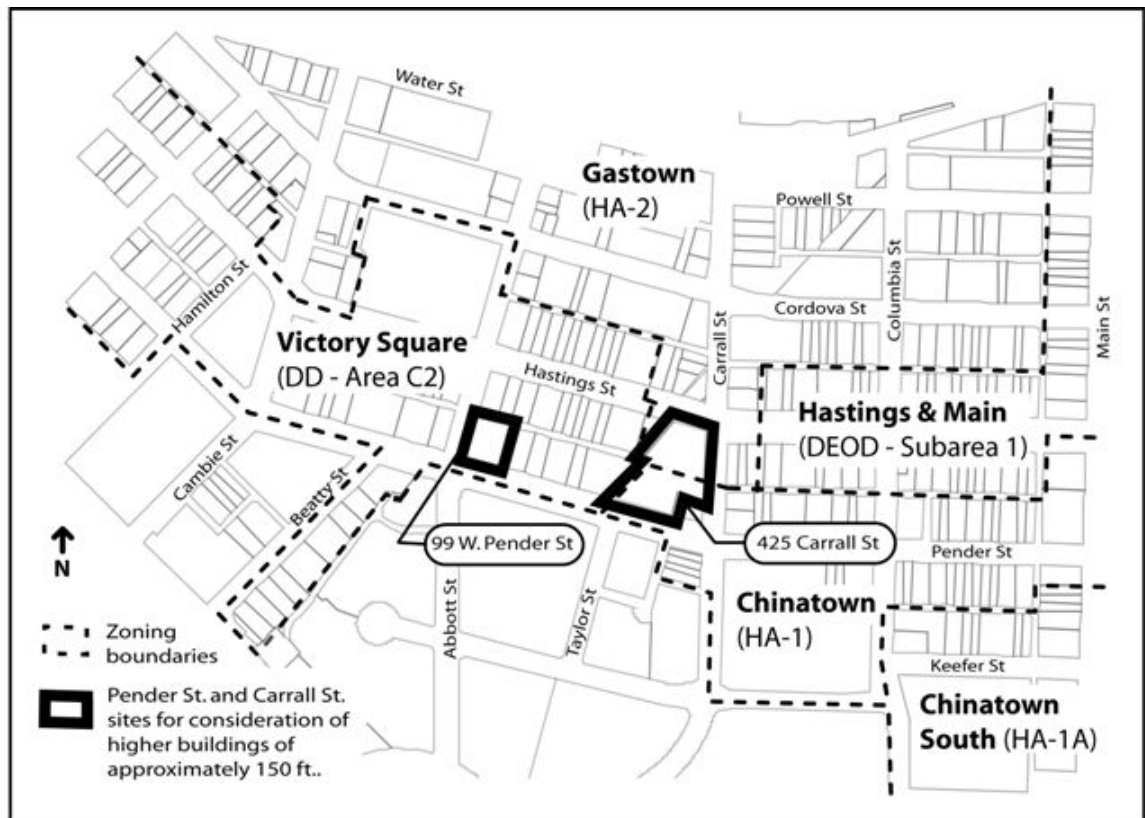 Water St
Gastown
(HA-2)
Powell St
Hamilton St
Columbia St
Cordova St
Main St
Carrall St
Victory Square
(DD - Area C2)
Hastings St
Hastings & Main
(DEOD - Subarea 1)
Cambie St
Beatty St
99 W. Pender St
425 Carrall St
Pender St
N
Abbott St
Taylor St
Chinatown
(HA-1)
Zoning
boundaries
Keefer St
Pender St. and Carrall St.
sites for consideration of
higher buildings of
approximately 150 ft..
Chinatown
South (HA-1A)